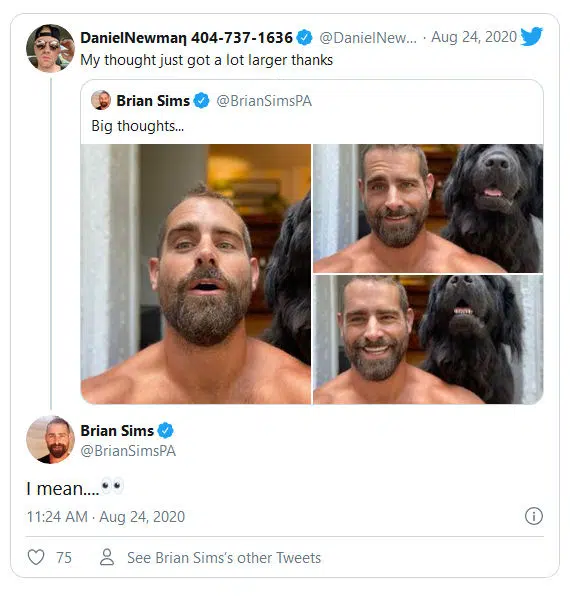 DanielNewmaŋ 404-737-1636 @DanielNew... · Aug 24, 2020
My thought just got a lot larger thanks
Brian Sims @BrianSimsPA
Big thoughts...
Brian Sims
@BrianSimsPA
I mean....👀
11:24 AM · Aug 24, 2020
75 See Brian Sims's other Tweets